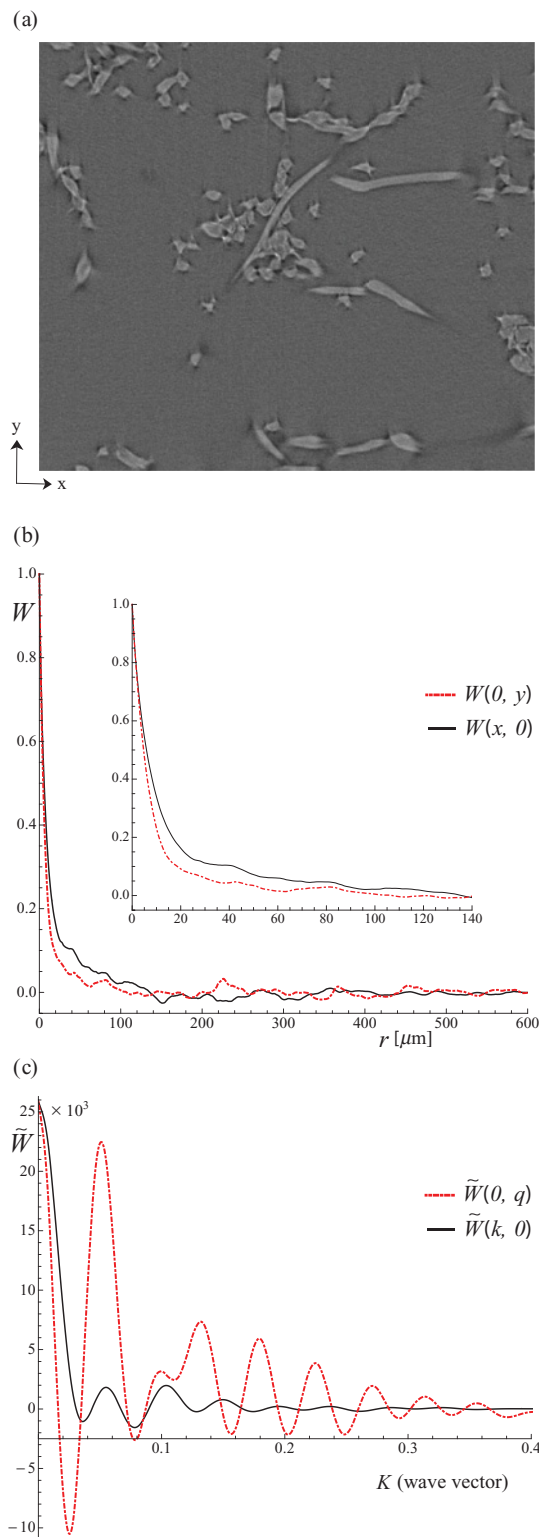 (a)
y
x
(b)
1.0
W
0.8
0.6
0.4
0.2
0.0
0 100 200 300 400 500 600
r [μm]
1.0
0.8
0.6
0.4
0.2
0.0
0 20 40 60 80 100 120 140
W(0, y)
W(x, 0)
(c)
25
× 10³
W̃
20
15
10
5
0
−5
−10
0.1 0.2 0.3 0.4
K (wave vector)
W̃(0, q)
W̃(k, 0)